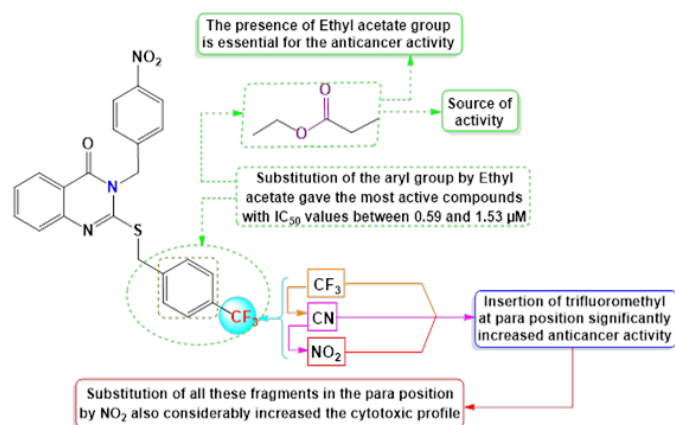 The presence of Ethyl acetate group
is essential for the anticancer activity
NO2
O
O
O
Source of
activity
N
N
S
Substitution of the aryl group by Ethyl
acetate gave the most active compounds
with IC50 values between 0.59 and 1.53 µM
CF3
CF3
CN
NO2
Insertion of trifluoromethyl
at para position significantly
increased anticancer activity
Substitution of all these fragments in the para position
by NO2 also considerably increased the cytotoxic profile